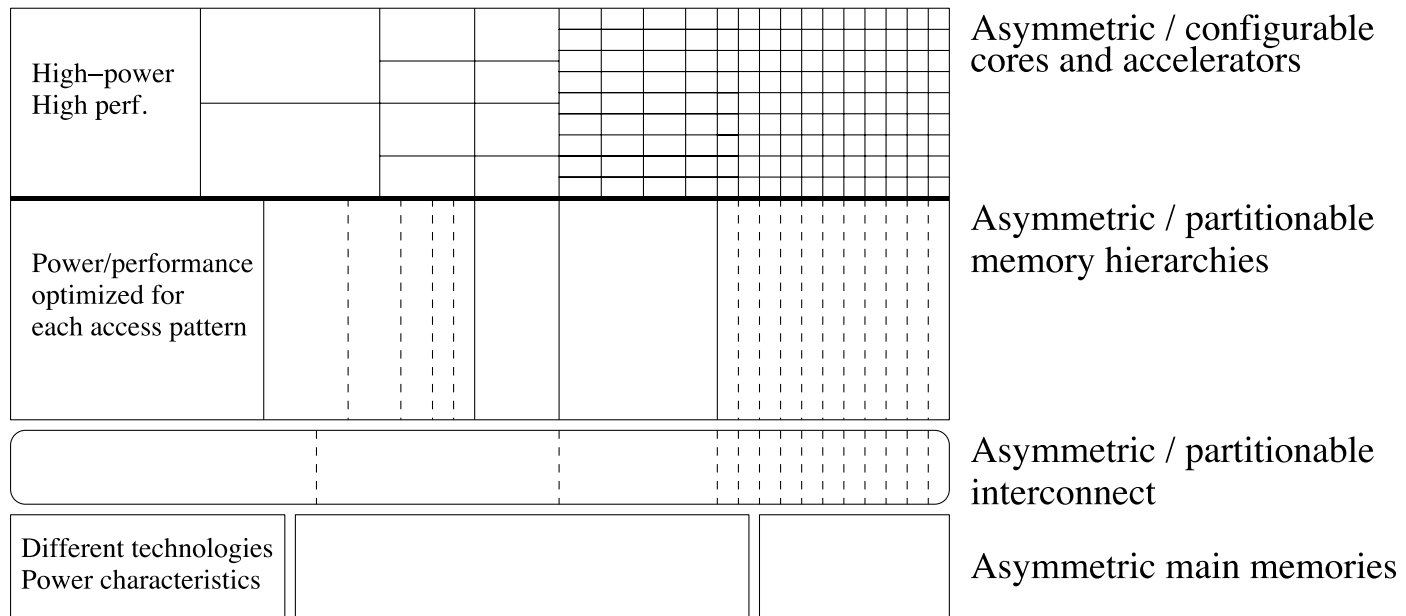 High–power
High perf.
Asymmetric / configurable
cores and accelerators
Power/performance
optimized for
each access pattern
Asymmetric / partitionable
memory hierarchies
Asymmetric / partitionable
interconnect
Different technologies
Power characteristics
Asymmetric main memories